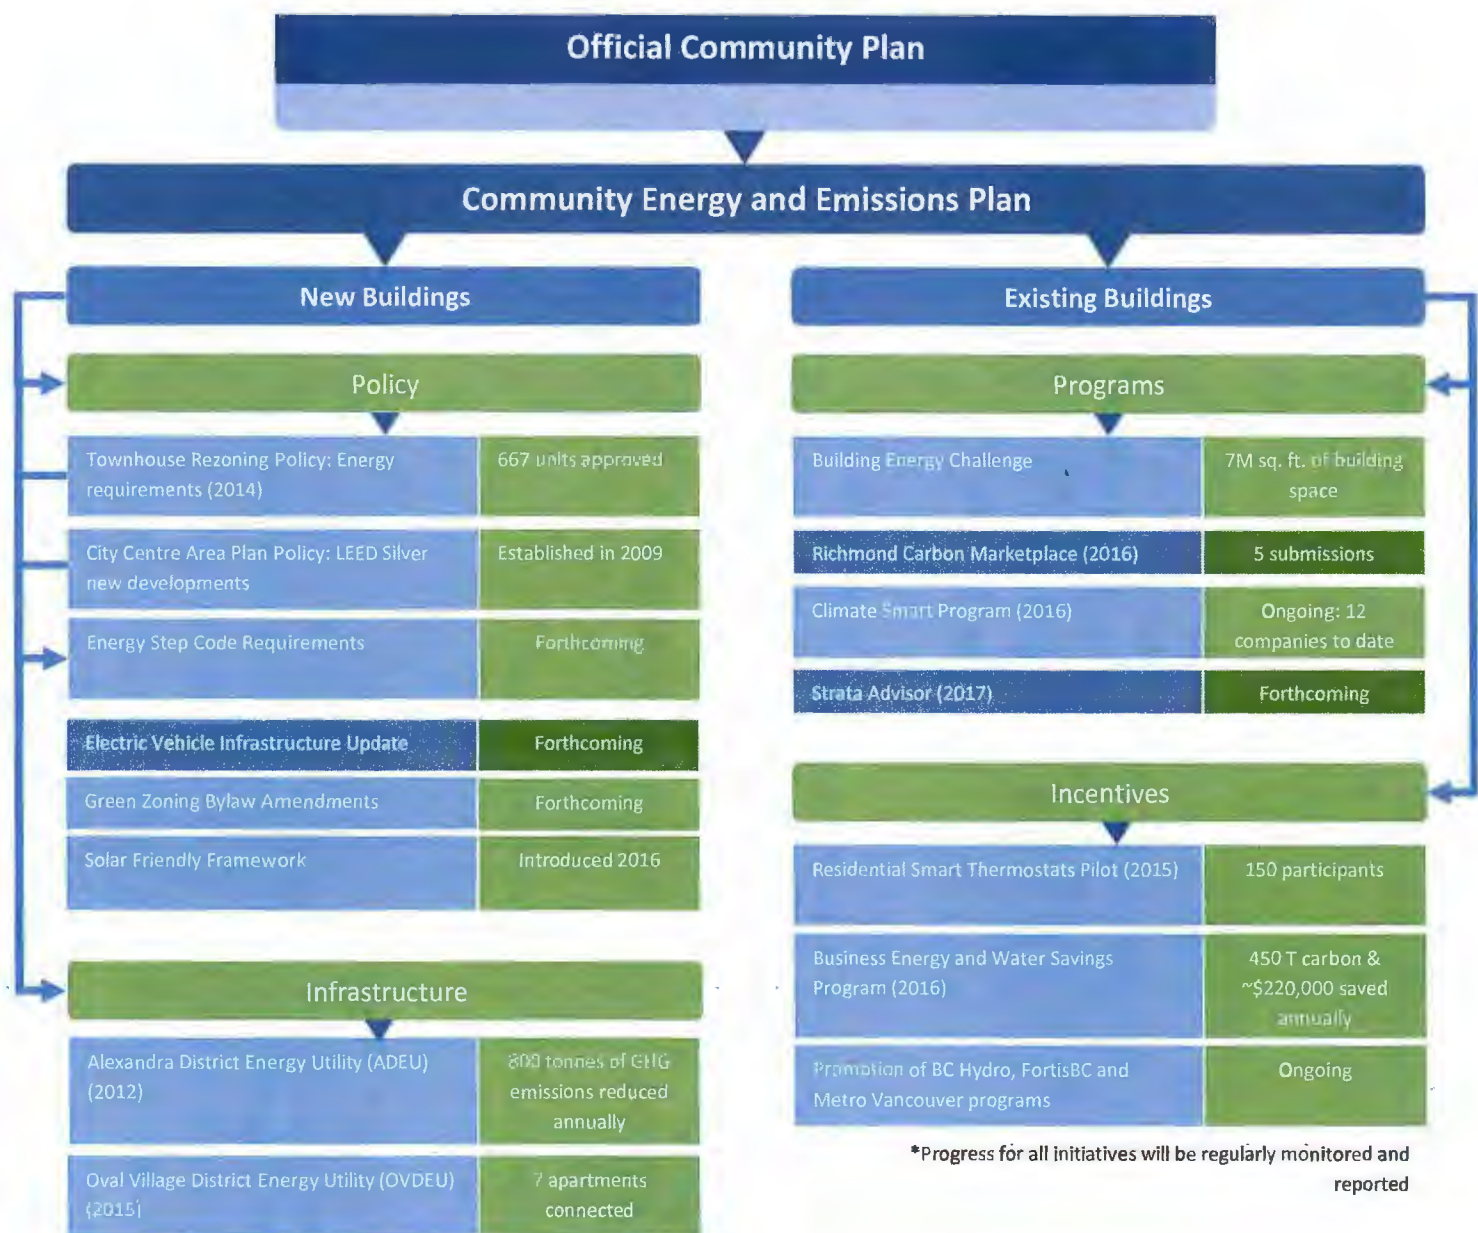 Official Community Plan
Community Energy and Emissions Plan
New Buildings
Policy
Townhouse Rezoning Policy: Energy
requirements (2014)
667 units approved
City Centre Area Plan Policy: LEED Silver
new developments
Established in 2009
Energy Step Code Requirements
Forthcoming
Electric Vehicle Infrastructure Update
Forthcoming
Green Zoning Bylaw Amendments
Forthcoming
Solar Friendly Framework
Introduced 2016
Infrastructure
Alexandra District Energy Utility (ADEU)
(2012)
800 tonnes of GHG
emissions reduced
annually
Oval Village District Energy Utility (OVDEU)
(2015)
7 apartments
connected
Existing Buildings
Programs
Building Energy Challenge
7M sq. ft. of building
space
Richmond Carbon Marketplace (2016)
5 submissions
Climate Smart Program (2016)
Ongoing: 12
companies to date
Strata Advisor (2017)
Forthcoming
Incentives
Residential Smart Thermostats Pilot (2015)
150 participants
Business Energy and Water Savings
Program (2016)
450 T carbon &
~$220,000 saved
annually
Promotion of BC Hydro, FortisBC and
Metro Vancouver programs
Ongoing
*Progress for all initiatives will be regularly monitored and
reported